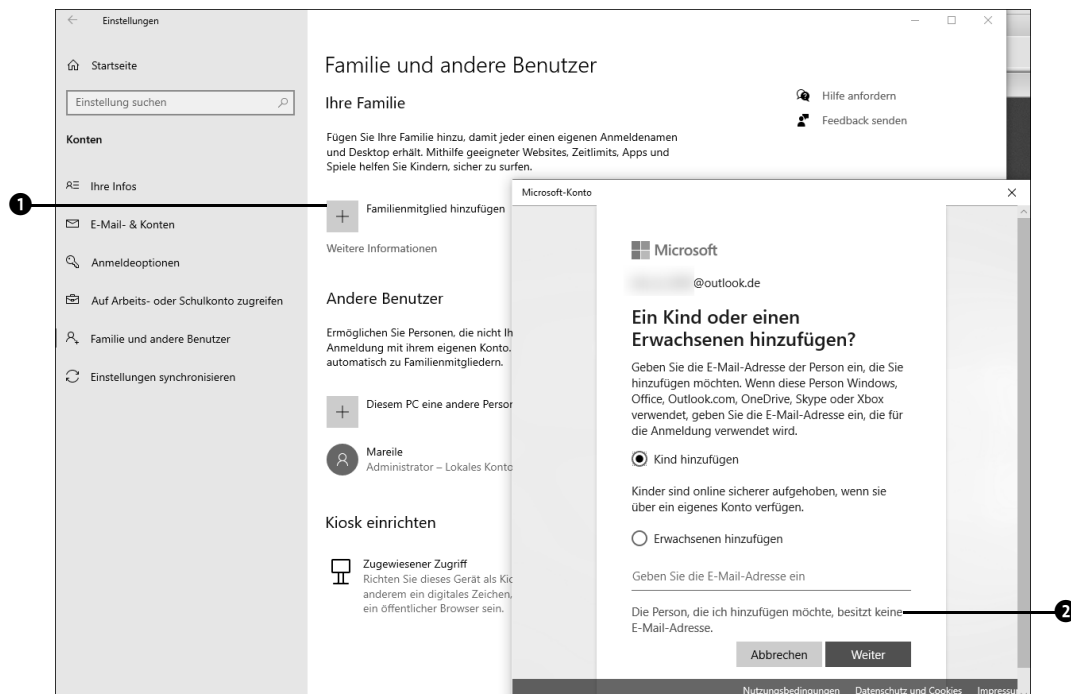 Einstellungen
Startseite
Einstellung suchen
Konten
Ihre Infos
E-Mail- & Konten
Anmeldeoptionen
Auf Arbeits- oder Schulkonto zugreifen
Familie und andere Benutzer
Einstellungen synchronisieren
Familie und andere Benutzer
Ihre Familie
Fügen Sie Ihre Familie hinzu, damit jeder einen eigenen Anmeldenamen
und Desktop erhält. Mithilfe geeigneter Websites, Zeitlimits, Apps und
Spiele helfen Sie Kindern, sicher zu surfen.
1
Familienmitglied hinzufügen
Weitere Informationen
Andere Benutzer
Ermöglichen Sie Personen, die nicht Ih
Anmeldung mit ihrem eigenen Konto.
automatisch zu Familienmitgliedern.
Diesem PC eine andere Person
Mareile
Administrator – Lokales Konto
Kiosk einrichten
Zugewiesener Zugriff
Richten Sie dieses Gerät als Kio
anderem ein digitales Zeichen,
ein öffentlicher Browser sein.
Hilfe anfordern
Feedback senden
Microsoft-Konto
Microsoft
@outlook.de
Ein Kind oder einen
Erwachsenen hinzufügen?
Geben Sie die E-Mail-Adresse der Person ein, die Sie
hinzufügen möchten. Wenn diese Person Windows,
Office, Outlook.com, OneDrive, Skype oder Xbox
verwendet, geben Sie die E-Mail-Adresse ein, die für
die Anmeldung verwendet wird.
Kind hinzufügen
Kinder sind online sicherer aufgehoben, wenn sie
über ein eigenes Konto verfügen.
Erwachsenen hinzufügen
Geben Sie die E-Mail-Adresse ein
Die Person, die ich hinzufügen möchte, besitzt keine
E-Mail-Adresse.
2
Abbrechen Weiter
Nutzungsbedingungen Datenschutz und Cookies Impressu